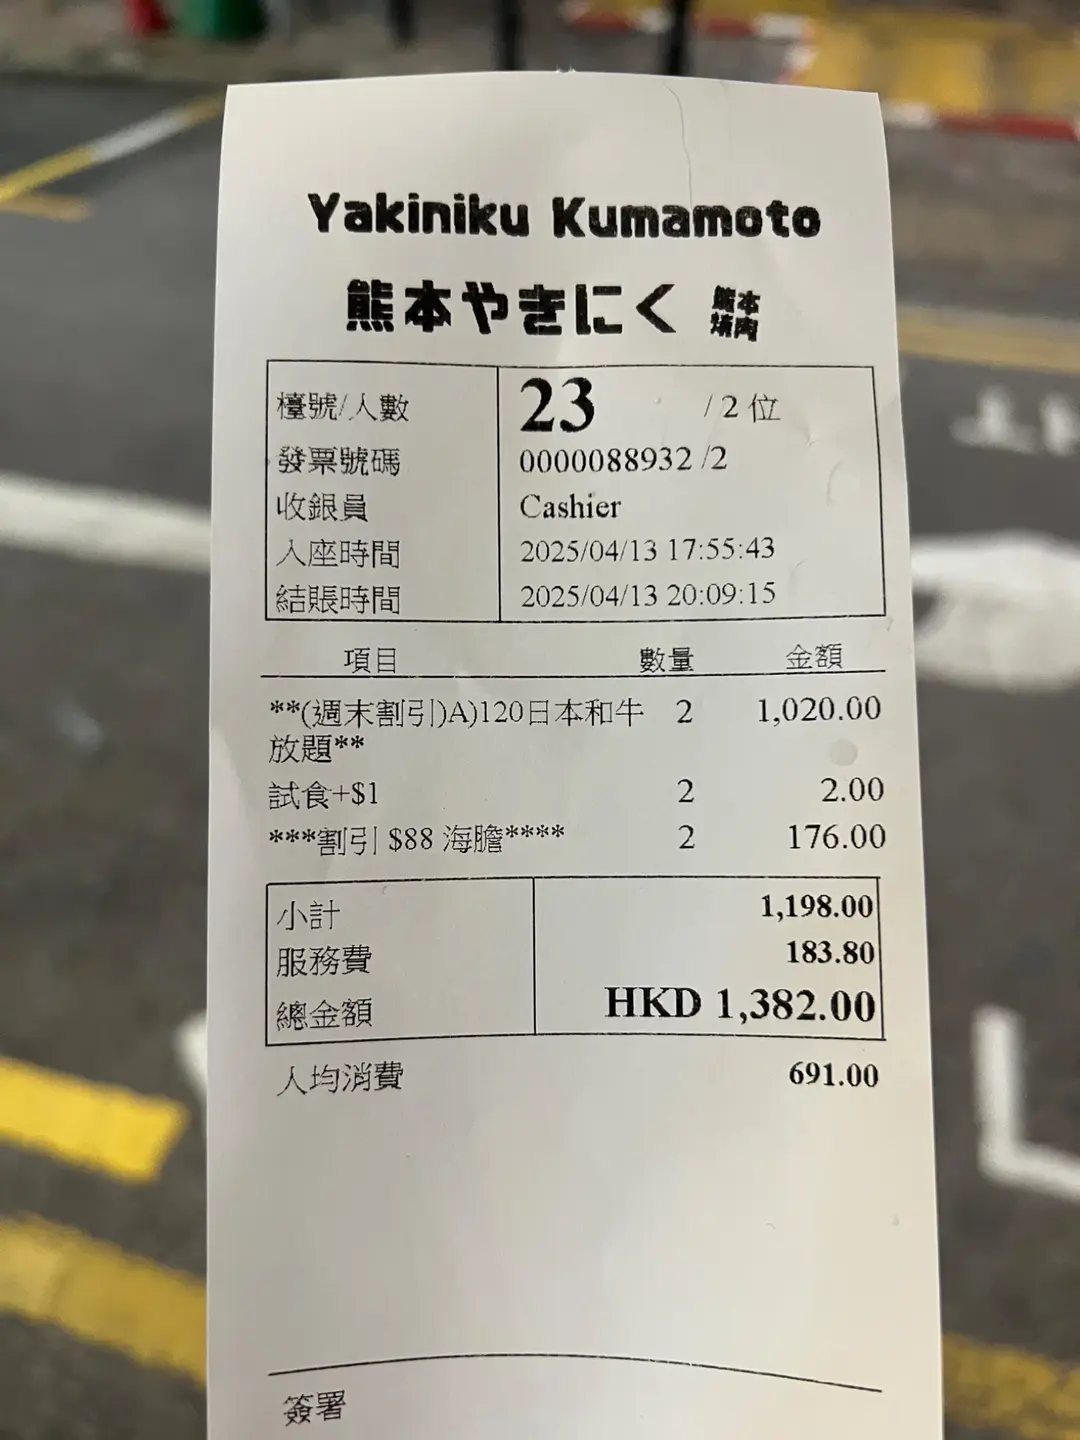 Yakiniku Kumamoto
熊本やきにく 熊本焼肉
檯號/人數 23 / 2 位
發票號碼 0000088932 /2
收銀員 Cashier
入座時間 2025/04/13 17:55:43
結賬時間 2025/04/13 20:09:15
項目 數量 金額
**(週末割引)A)120日本和牛 2 1,020.00
放題**
試食+$1 2 2.00
***割引 $88 海膽**** 2 176.00
小計 1,198.00
服務費 183.80
總金額 HKD 1,382.00
人均消費 691.00
簽署